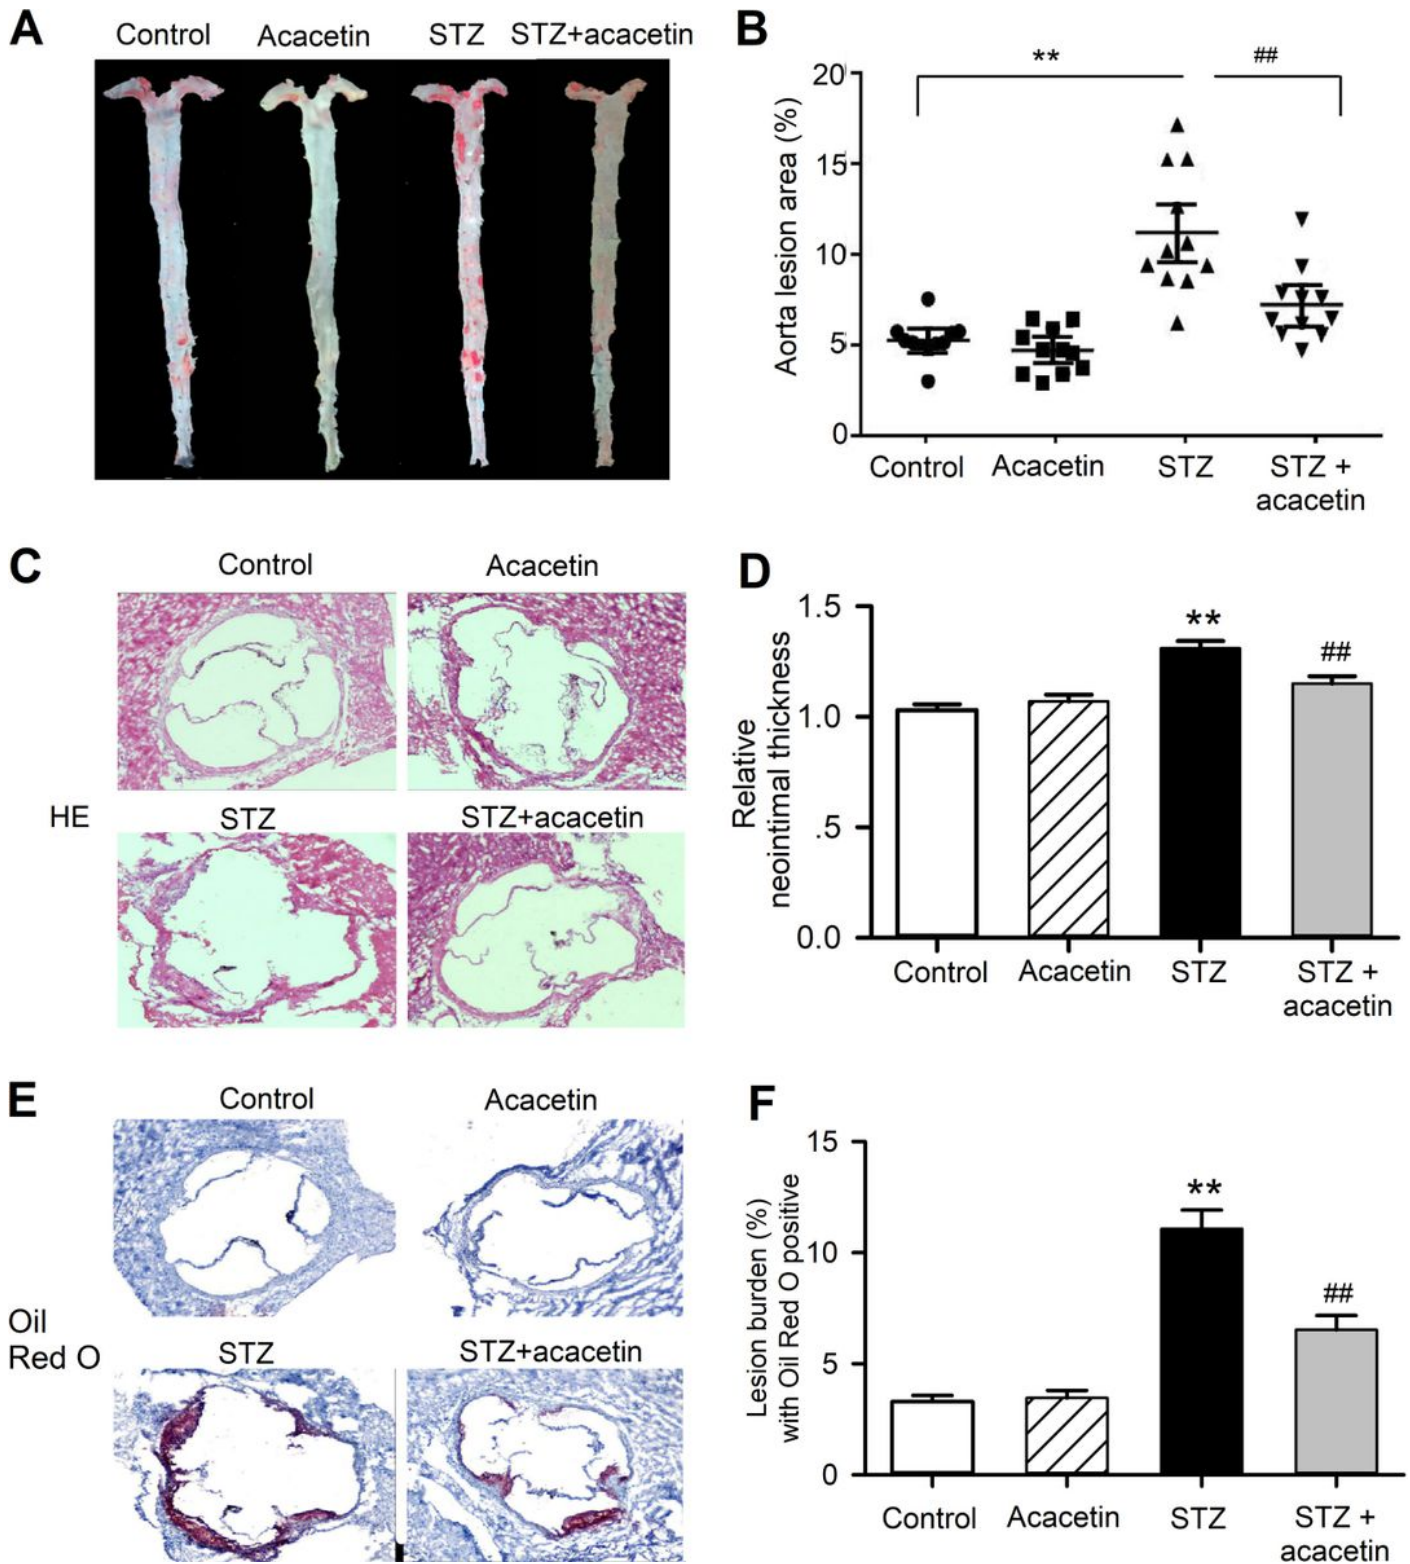 A
Control Acacetin STZ STZ+acacetin
B
** ##
Aorta lesion area (%)
20
15
10
5
0
Control Acacetin STZ STZ +
acacetin
C
Control Acacetin
HE
STZ STZ+acacetin
D
Relative
neointimal thickness
1.5
1.0
.5
0.0
**
##
Control Acacetin STZ STZ +
acacetin
E
Control Acacetin
Oil
Red O
STZ STZ+acacetin
F
Lesion burden (%)
with Oil Red O positive
15
10
5
0
**
##
Control Acacetin STZ STZ +
acacetin